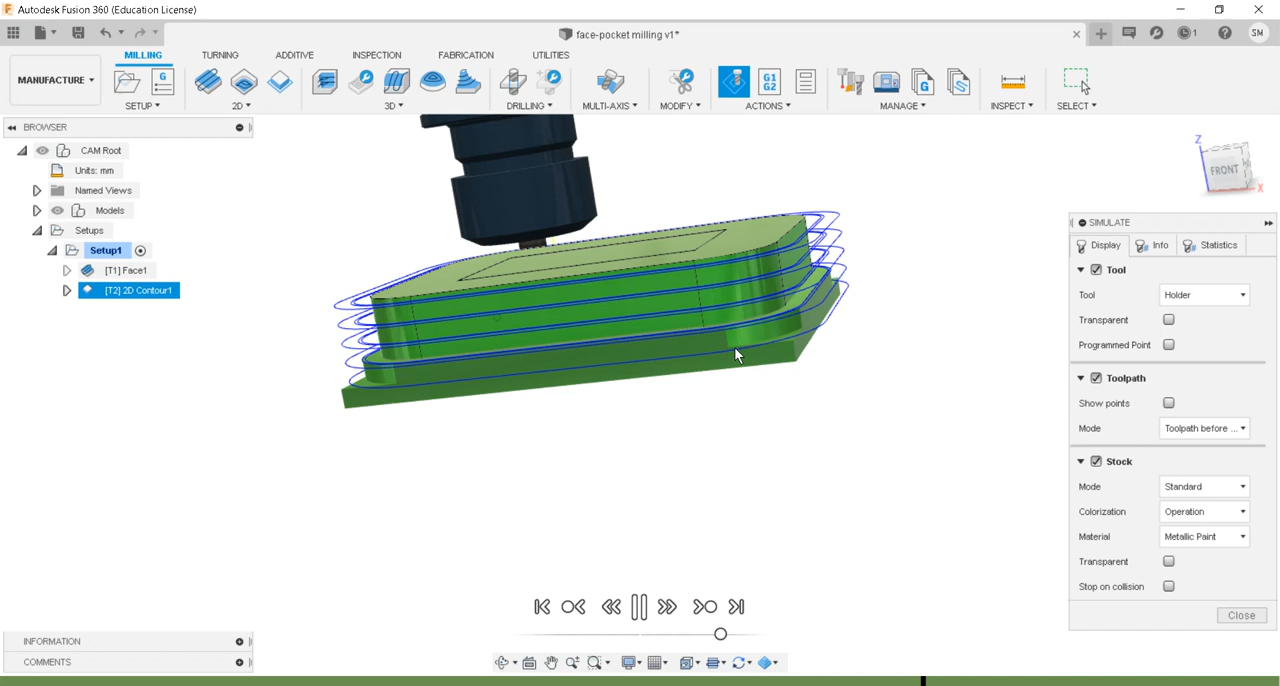 Autodesk Fusion 360 (Education License)
face-pocket milling v1*
1
SM
MANUFACTURE
MILLING
TURNING
ADDITIVE
INSPECTION
FABRICATION
UTILITIES
G
G1
G2
G
SETUP
2D
3D
DRILLING
MULTI-AXIS
MODIFY
ACTIONS
MANAGE
INSPECT
SELECT
BROWSER
CAM Root
Units: mm
Named Views
Models
Setups
Setup1
[T1] Face1
[T2] 2D Contour1
Z
FRONT
X
SIMULATE
Display
Info
Statistics
Tool
Tool Holder
Transparent
Programmed Point
Toolpath
Show points
Mode Toolpath before ...
Stock
Mode Standard
Colorization Operation
Material Metallic Paint
Transparent
Stop on collision
Close
INFORMATION
COMMENTS